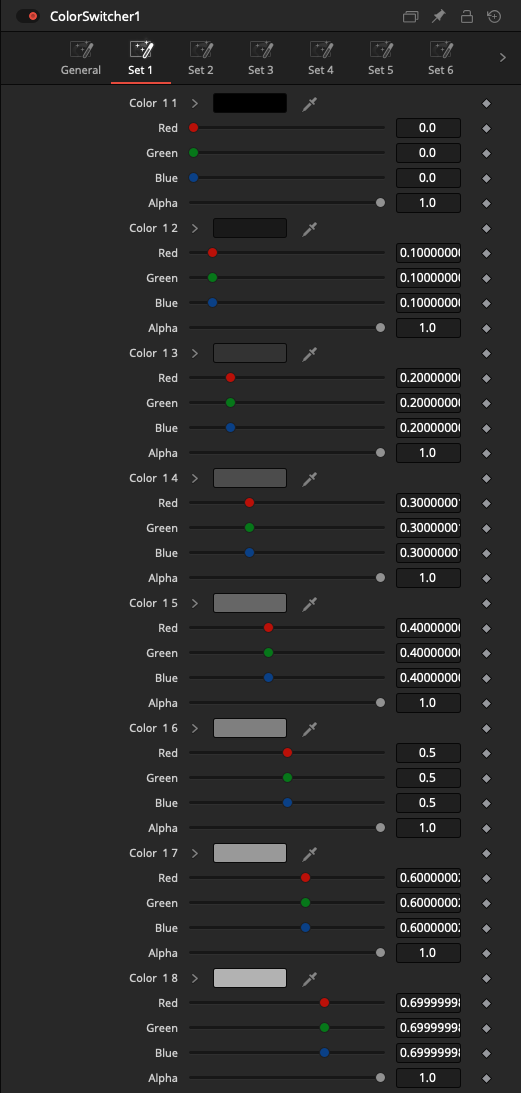 ColorSwitcher1
General Set 1 Set 2 Set 3 Set 4 Set 5 Set 6
Color 1 1
Red 0.0
Green 0.0
Blue 0.0
Alpha 1.0
Color 1 2
Red 0.10000000
Green 0.10000000
Blue 0.10000000
Alpha 1.0
Color 1 3
Red 0.20000000
Green 0.20000000
Blue 0.20000000
Alpha 1.0
Color 1 4
Red 0.30000001
Green 0.30000001
Blue 0.30000001
Alpha 1.0
Color 1 5
Red 0.40000000
Green 0.40000000
Blue 0.40000000
Alpha 1.0
Color 1 6
Red 0.5
Green 0.5
Blue 0.5
Alpha 1.0
Color 1 7
Red 0.60000002
Green 0.60000002
Blue 0.60000002
Alpha 1.0
Color 1 8
Red 0.69999998
Green 0.69999998
Blue 0.69999998
Alpha 1.0